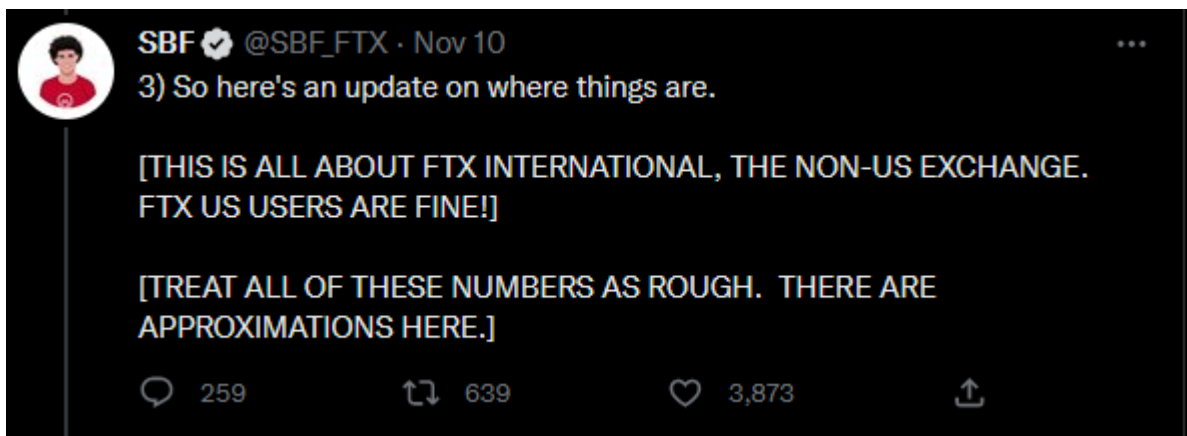 SBF @SBF_FTX · Nov 10
3) So here's an update on where things are.
[THIS IS ALL ABOUT FTX INTERNATIONAL, THE NON-US EXCHANGE.
FTX US USERS ARE FINE!]
[TREAT ALL OF THESE NUMBERS AS ROUGH.  THERE ARE
APPROXIMATIONS HERE.]
259 639 3,873